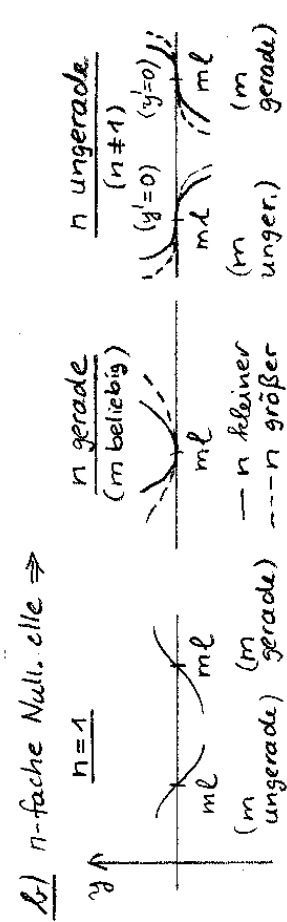 b) n-fache Null. elle ⇒
y
n=1
ml
(m ungerade)
ml
(m gerade)
n gerade
(m beliebig)
ml
— n kleiner
--- n größer
n ungerade
(n≠1)
(y'=0)
ml
(m unger.)
(y'=0)
ml
(m gerade)